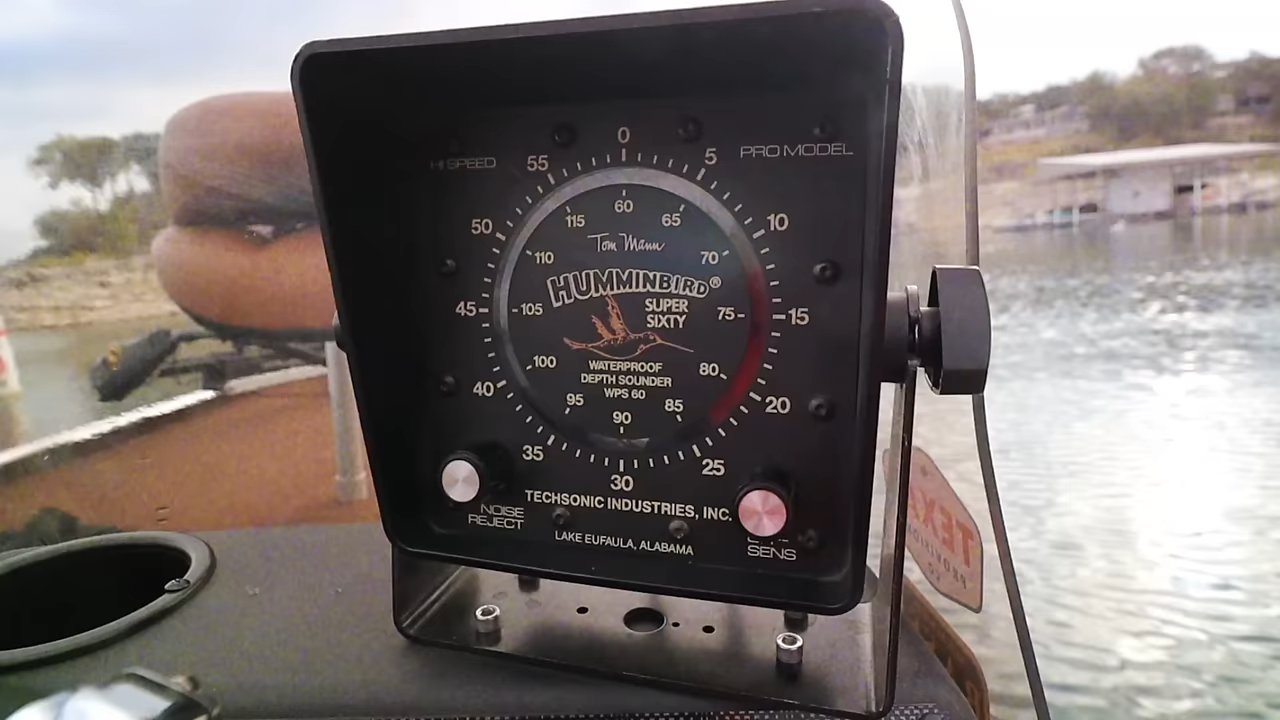 HI SPEED
PRO MODEL
0
5
10
15
20
25
30
35
40
45
50
55
60
65
70
75
80
85
90
95
100
105
110
115
Tom Mann
HUMMINBIRD®
SUPER
SIXTY
WATERPROOF
DEPTH SOUNDER
WPS 60
NOISE
REJECT
SENS
TECHSONIC INDUSTRIES, INC.
LAKE EUFAULA, ALABAMA